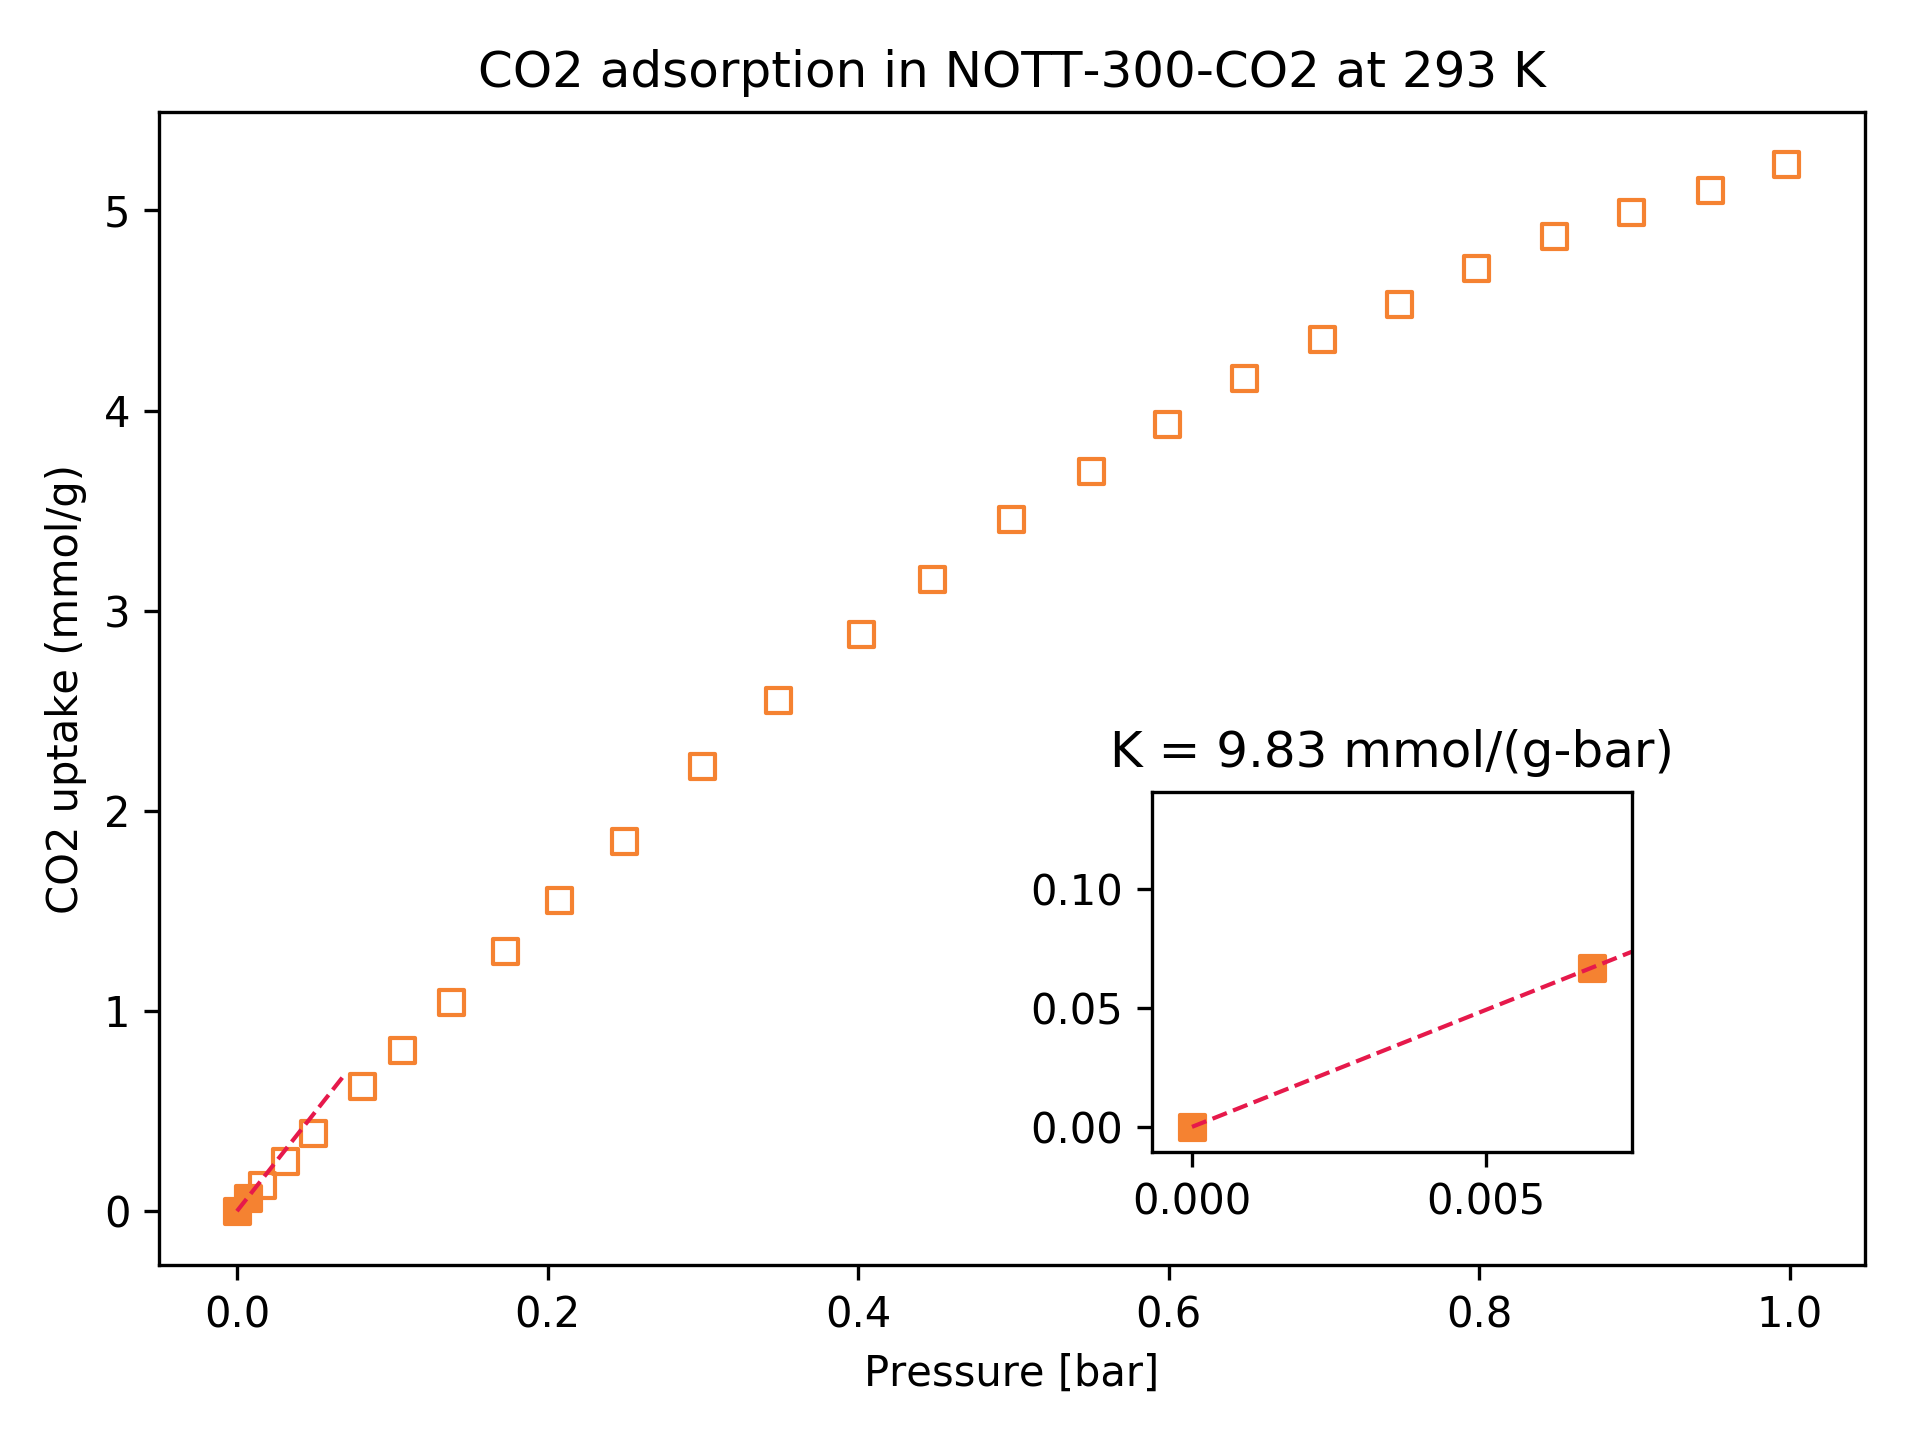 CO2 adsorption in NOTT-300-CO2 at 293 K
CO2 uptake (mmol/g)
5
4
3
2
1
0
K = 9.83 mmol/(g-bar)
0.10
0.05
0.00
0.000 0.005
0.0 0.2 0.4 0.6 0.8 1.0
Pressure [bar]